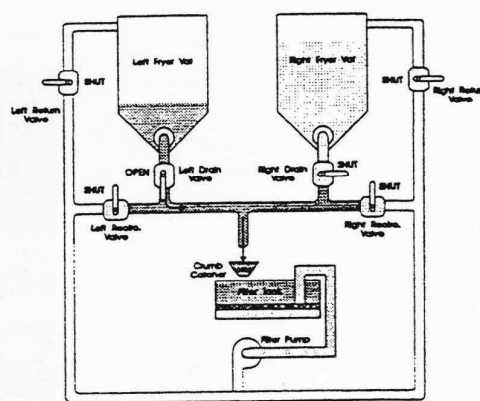 Left Fryer Vat
Right Fryer Vat
SHUT
Left Return
Valve
SHUT
Right Return
Valve
OPEN
Left Drain
Valve
Right Drain
Valve
SHUT
SHUT
Left Recirc.
Valve
SHUT
Right Recirc.
Valve
Crumb
Catcher
Filter Tank
Filter Pump